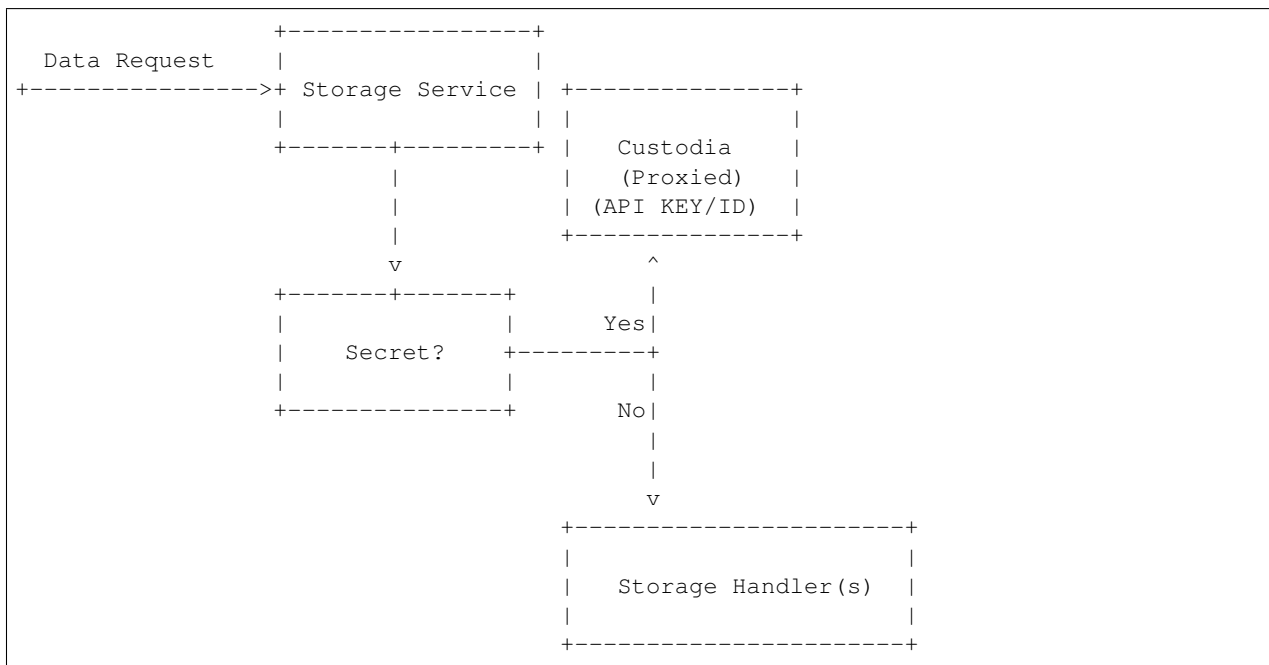 Data Request
Storage Service
Custodia
(Proxied)
(API KEY/ID)
Yes
Secret?
No
Storage Handler(s)